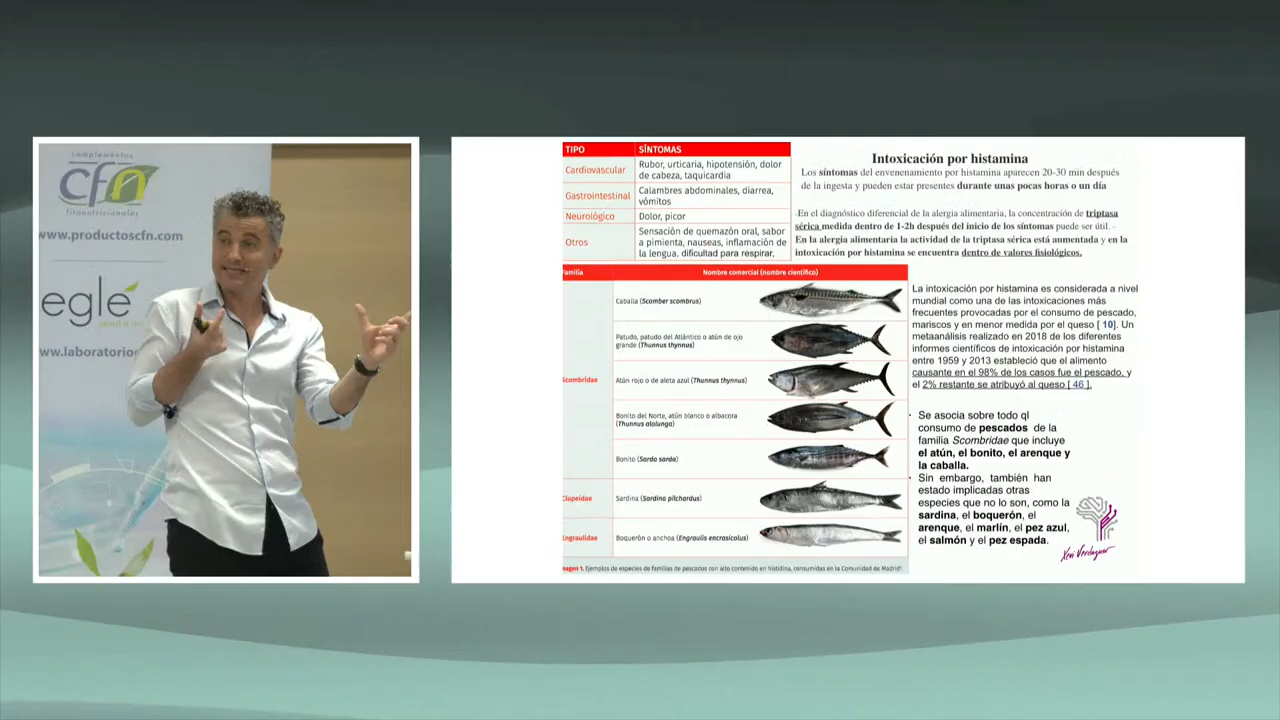 complementos
cfn
fitonutricionales
www.productoscfn.com
eglé
www.laboratorioe
TIPO SÍNTOMAS
Cardiovascular Rubor, urticaria, hipotensión, dolor
de cabeza, taquicardia
Gastrointestinal Calambres abdominales, diarrea,
vómitos
Neurológico Dolor, picor
Otros Sensación de quemazón oral, sabor
a pimienta, nauseas, inflamación de
la lengua, dificultad para respirar,
Intoxicación por histamina
Los síntomas del envenenamiento por histamina aparecen 20-30 min después
de la ingesta y pueden estar presentes durante unas pocas horas o un día
-En el diagnóstico diferencial de la alergia alimentaria, la concentración de triptasa
sérica medida dentro de 1-2h después del inicio de los síntomas puede ser útil. -
En la alergia alimentaria la actividad de la triptasa sérica está aumentada y en la
intoxicación por histamina se encuentra dentro de valores fisiológicos.
Familia Nombre comercial (nombre científico)
Caballa (Scomber scombrus)
Patudo, patudo del Atlántico o atún de ojo
grande (Thunnus thynnus)
Scombridae Atún rojo o de aleta azul (Thunnus thynnus)
Bonito del Norte, atún blanco o albacora
(Thunnus alalunga)
Bonito (Sarda sarda)
Clupeidae Sardina (Sardina pilchardus)
Engraulidae Boquerón o anchoa (Engraulis encrasicolus)
magen 1. Ejemplos de especies de familias de pescados con alto contenido en histidina, consumidas en la Comunidad de Madrid
La intoxicación por histamina es considerada a nivel
mundial como una de las intoxicaciones más
frecuentes provocadas por el consumo de pescado,
mariscos y en menor medida por el queso [ 10]. Un
metaanálisis realizado en 2018 de los diferentes
informes científicos de intoxicación por histamina
entre 1959 y 2013 estableció que el alimento
causante en el 98% de los casos fue el pescado, y
el 2% restante se atribuyó al queso [ 46 ].
· Se asocia sobre todo ql
consumo de pescados de la
familia Scombridae que incluye
el atún, el bonito, el arenque y
la caballa.
· Sin embargo, también han
estado implicadas otras
especies que no lo son, como la
sardina, el boquerón, el
arenque, el marlín, el pez azul,
el salmón y el pez espada.
Xevi Verdaguer